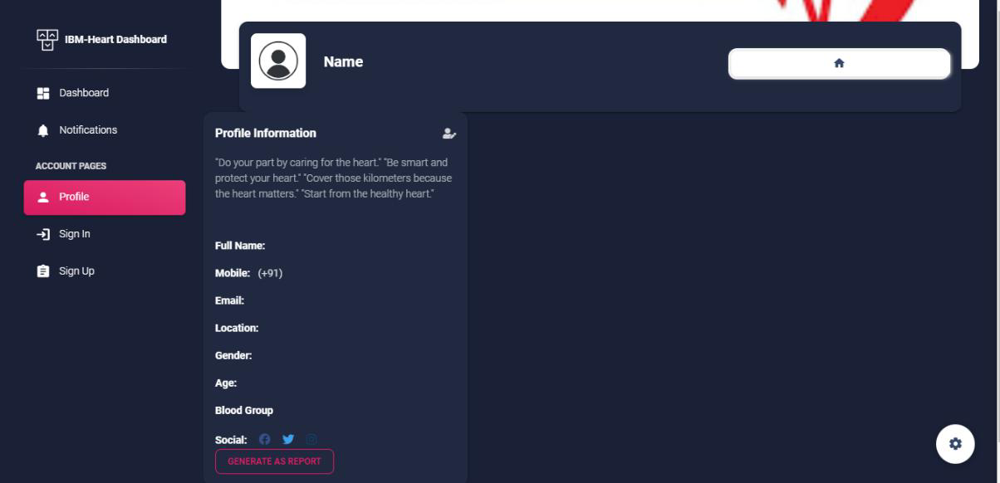 IBM-Heart Dashboard
Dashboard
Notifications
ACCOUNT PAGES
Profile
Sign In
Sign Up
Name
Profile Information
"Do your part by caring for the heart." "Be smart and
protect your heart." "Cover those kilometers because
the heart matters." "Start from the healthy heart."
Full Name:
Mobile: (+91)
Email:
Location:
Gender:
Age:
Blood Group
Social:
GENERATE AS REPORT